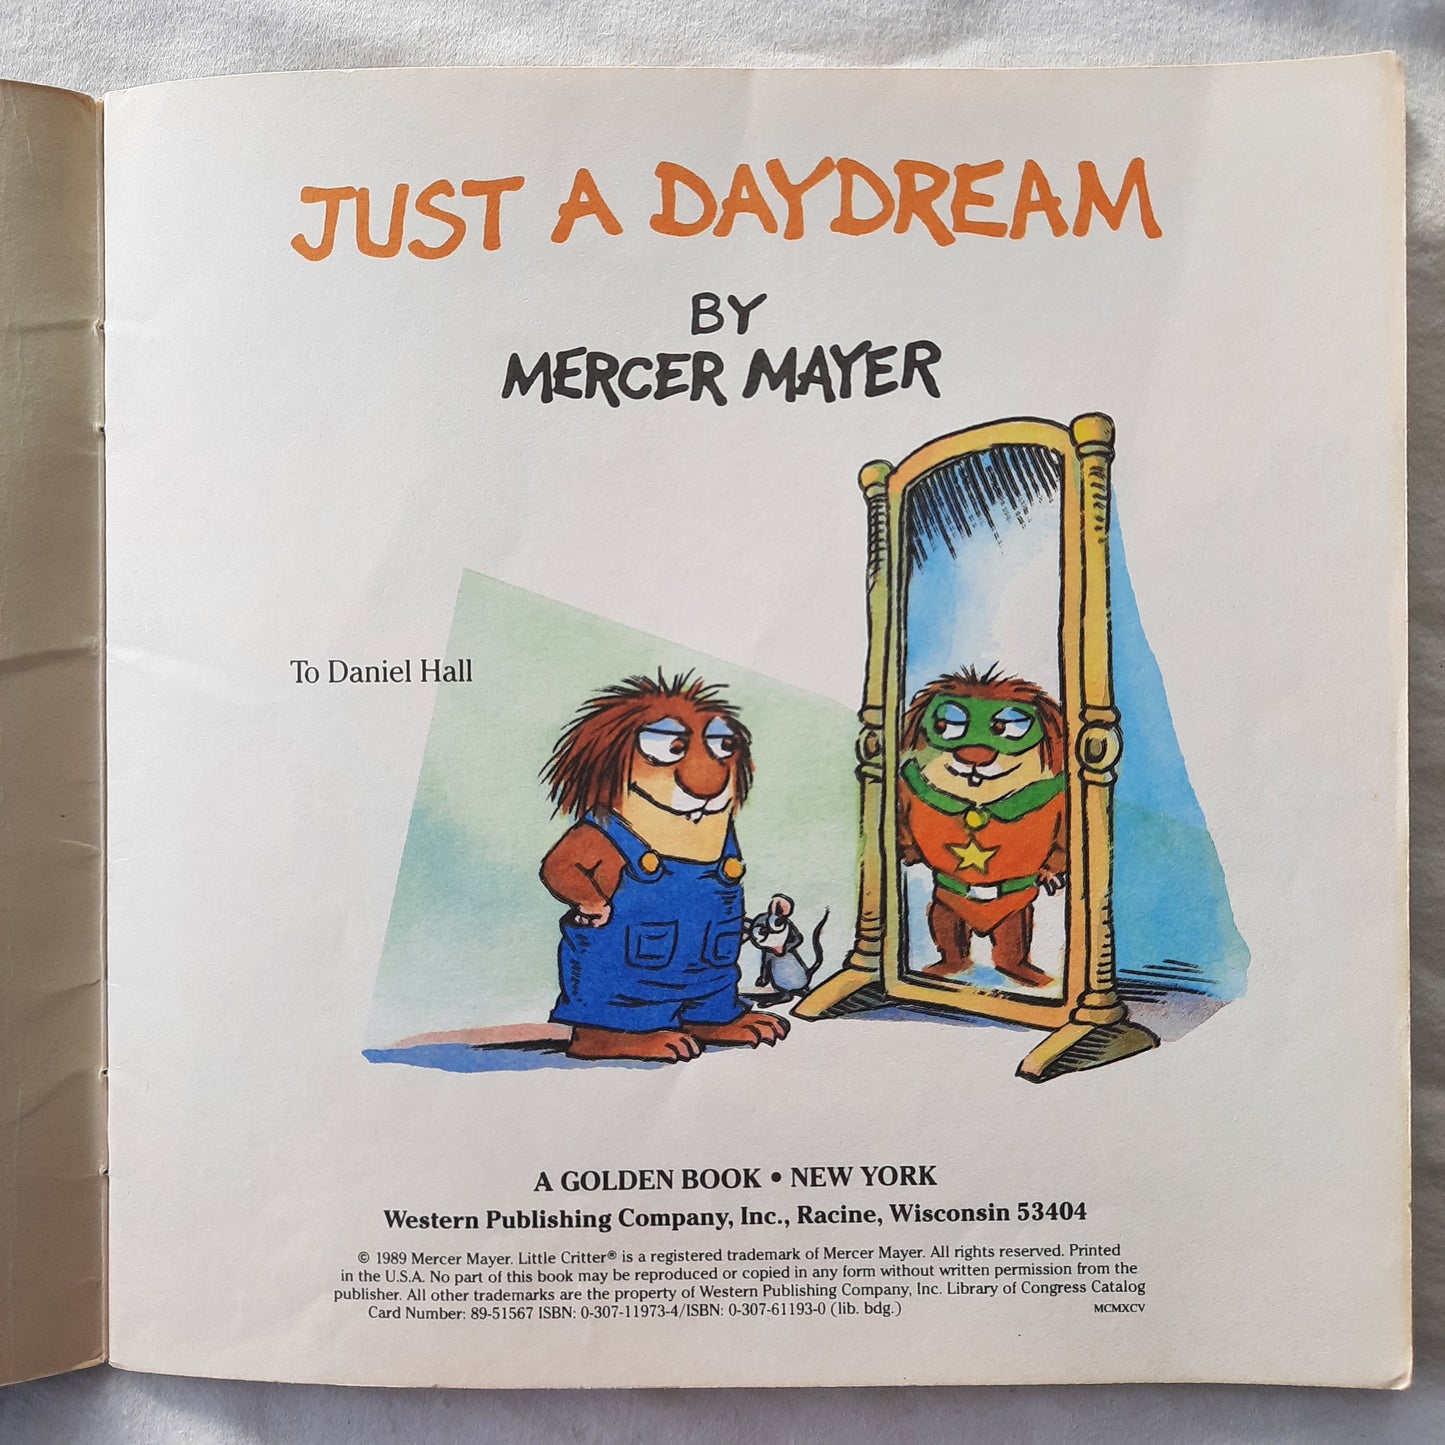 JUST A DAYDREAM
BY
MERCER MAYER
To Daniel Hall
A GOLDEN BOOK • NEW YORK
Western Publishing Company, Inc., Racine, Wisconsin 53404
© 1989 Mercer Mayer. Little Critter® is a registered trademark of Mercer Mayer. All rights reserved. Printed
in the U.S.A. No part of this book may be reproduced or copied in any form without written permission from the
publisher. All other trademarks are the property of Western Publishing Company, Inc. Library of Congress Catalog
Card Number: 89-51567 ISBN: 0-307-11973-4/ISBN: 0-307-61193-0 (lib. bdg.) MCMXCV